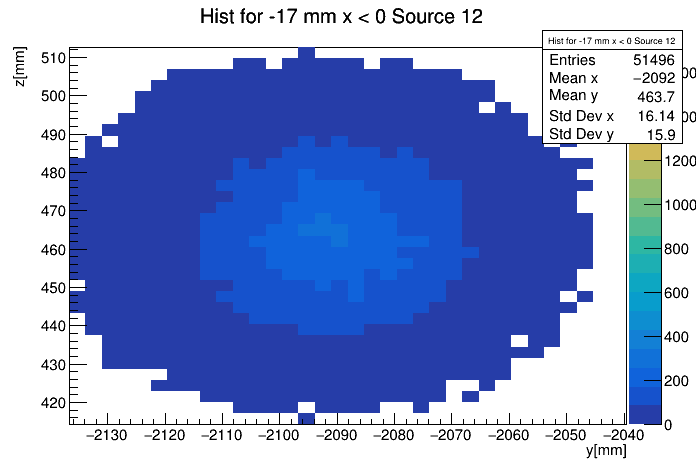 Hist for -17 mm x < 0 Source 12
Hist for -17 mm x < 0 Source 12
Entries 51496
Mean x −2092
Mean y 463.7
Std Dev x 16.14
Std Dev y 15.9
z[mm]
510
500
490
480
470
460
450
440
430
420
−2130 −2120 −2110 −2100 −2090 −2080 −2070 −2060 −2050 −2040
y[mm]
00
00
1200
1000
800
600
400
200
0